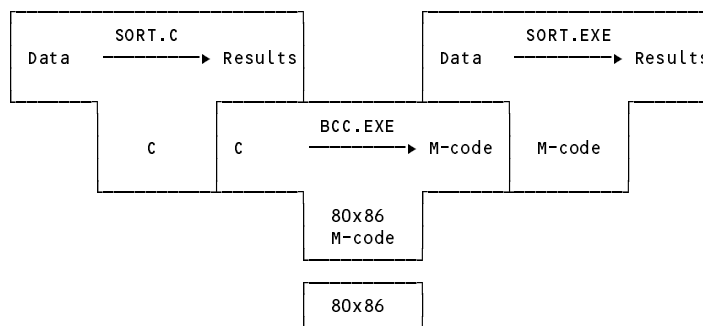 SORT.C SORT.EXE
Data Results Data Results
BCC.EXE
C C M-code M-code
80x86
M-code
80x86